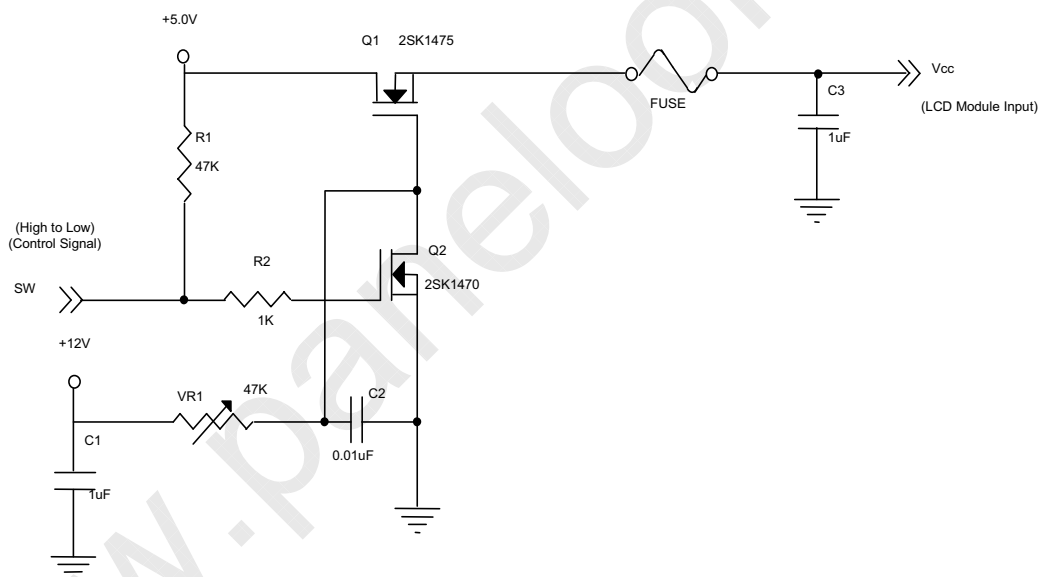 +5.0V
Q1 2SK1475
Vcc
FUSE
C3
(LCD Module Input)
R1
1uF
47K
(High to Low)
(Control Signal)
R2
Q2
SW
2SK1470
1K
+12V
VR1
47K
C2
C1
0.01uF
1uF
w.paneloo